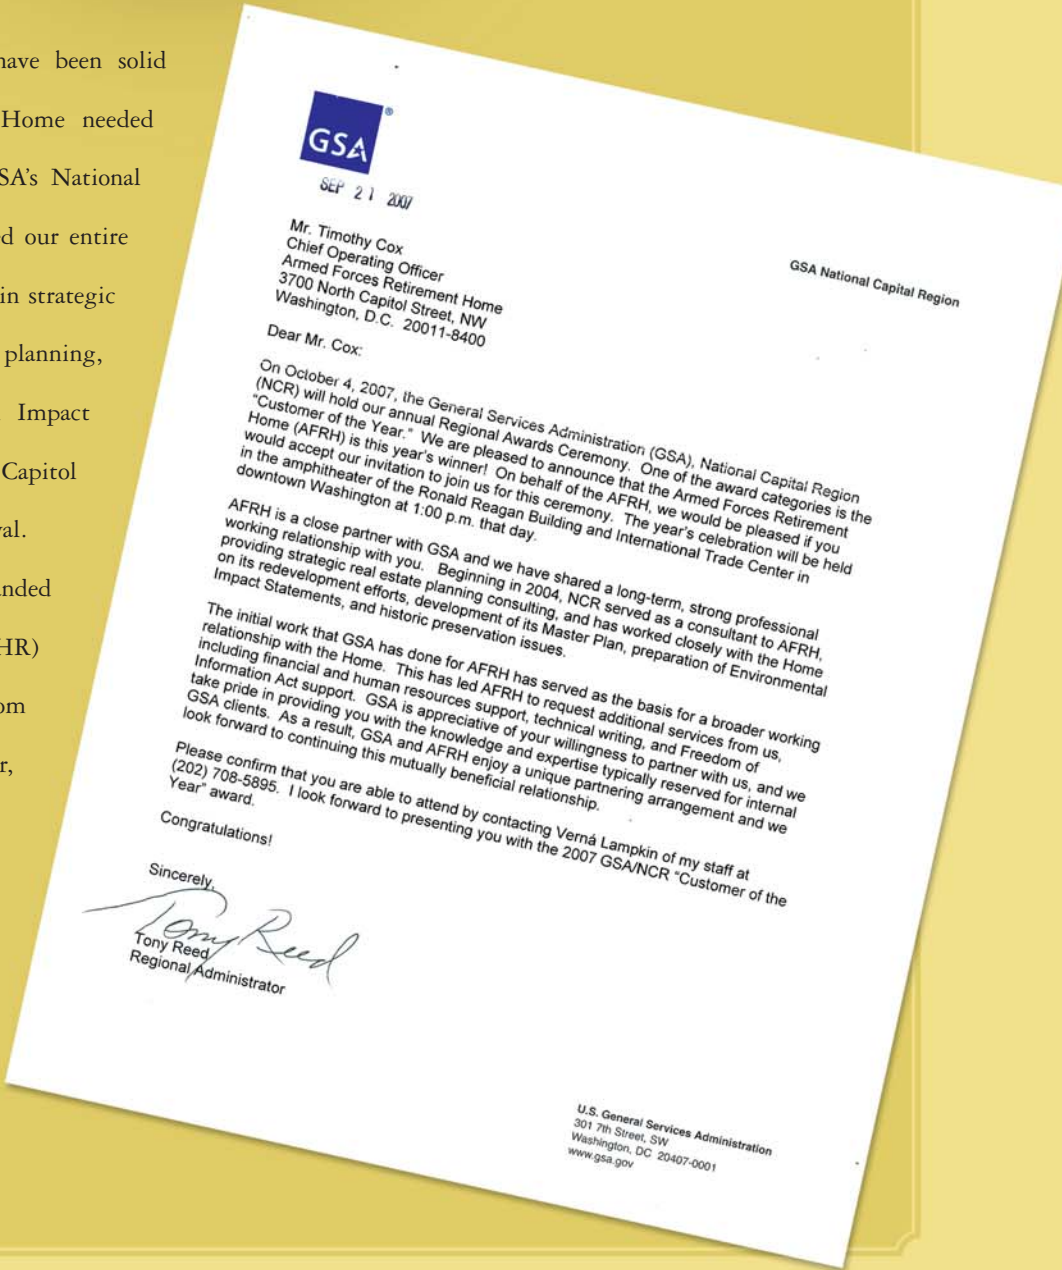 have been solid
Home needed
SA's National
ed our entire
in strategic
planning,
Impact
Capitol
val.
anded
HR)
om
r,
GSA
®
SEP 21 2007
GSA National Capital Region
Mr. Timothy Cox
Chief Operating Officer
Armed Forces Retirement Home
3700 North Capitol Street, NW
Washington, D.C. 20011-8400
Dear Mr. Cox:
On October 4, 2007, the General Services Administration (GSA), National Capital Region
(NCR) will hold our annual Regional Awards Ceremony. One of the award categories is the
"Customer of the Year." We are pleased to announce that the Armed Forces Retirement
Home (AFRH) is this year's winner! On behalf of the AFRH, we would be pleased if you
would accept our invitation to join us for this ceremony. The year's celebration will be held
in the amphitheater of the Ronald Reagan Building and International Trade Center in
downtown Washington at 1:00 p.m. that day.
AFRH is a close partner with GSA and we have shared a long-term, strong professional
working relationship with you. Beginning in 2004, NCR served as a consultant to AFRH,
providing strategic real estate planning consulting, and has worked closely with the Home
on its redevelopment efforts, development of its Master Plan, preparation of Environmental
Impact Statements, and historic preservation issues.
The initial work that GSA has done for AFRH has served as the basis for a broader working
relationship with the Home. This has led AFRH to request additional services from us,
including financial and human resources support, technical writing, and Freedom of
Information Act support. GSA is appreciative of your willingness to partner with us, and we
take pride in providing you with the knowledge and expertise typically reserved for internal
GSA clients. As a result, GSA and AFRH enjoy a unique partnering arrangement and we
look forward to continuing this mutually beneficial relationship.
Please confirm that you are able to attend by contacting Verná Lampkin of my staff at
(202) 708-5895. I look forward to presenting you with the 2007 GSA/NCR "Customer of the
Year" award.
Congratulations!
Sincerely,
Tony Reed
Tony Reed
Regional Administrator
U.S. General Services Administration
301 7th Street, SW
Washington, DC 20407-0001
www.gsa.gov